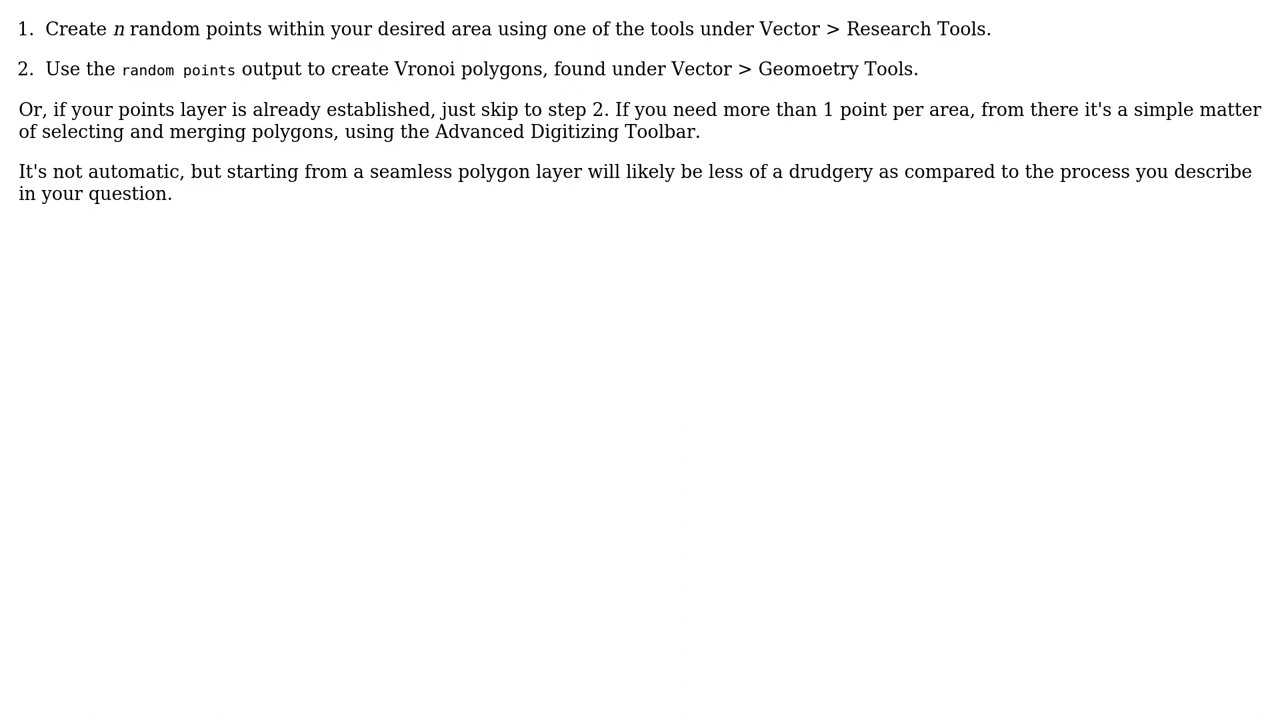 1. Create n random points within your desired area using one of the tools under Vector > Research Tools.
2. Use the random points output to create Vronoi polygons, found under Vector > Geomoetry Tools.
Or, if your points layer is already established, just skip to step 2. If you need more than 1 point per area, from there it's a simple matter
of selecting and merging polygons, using the Advanced Digitizing Toolbar.
It's not automatic, but starting from a seamless polygon layer will likely be less of a drudgery as compared to the process you describe
in your question.